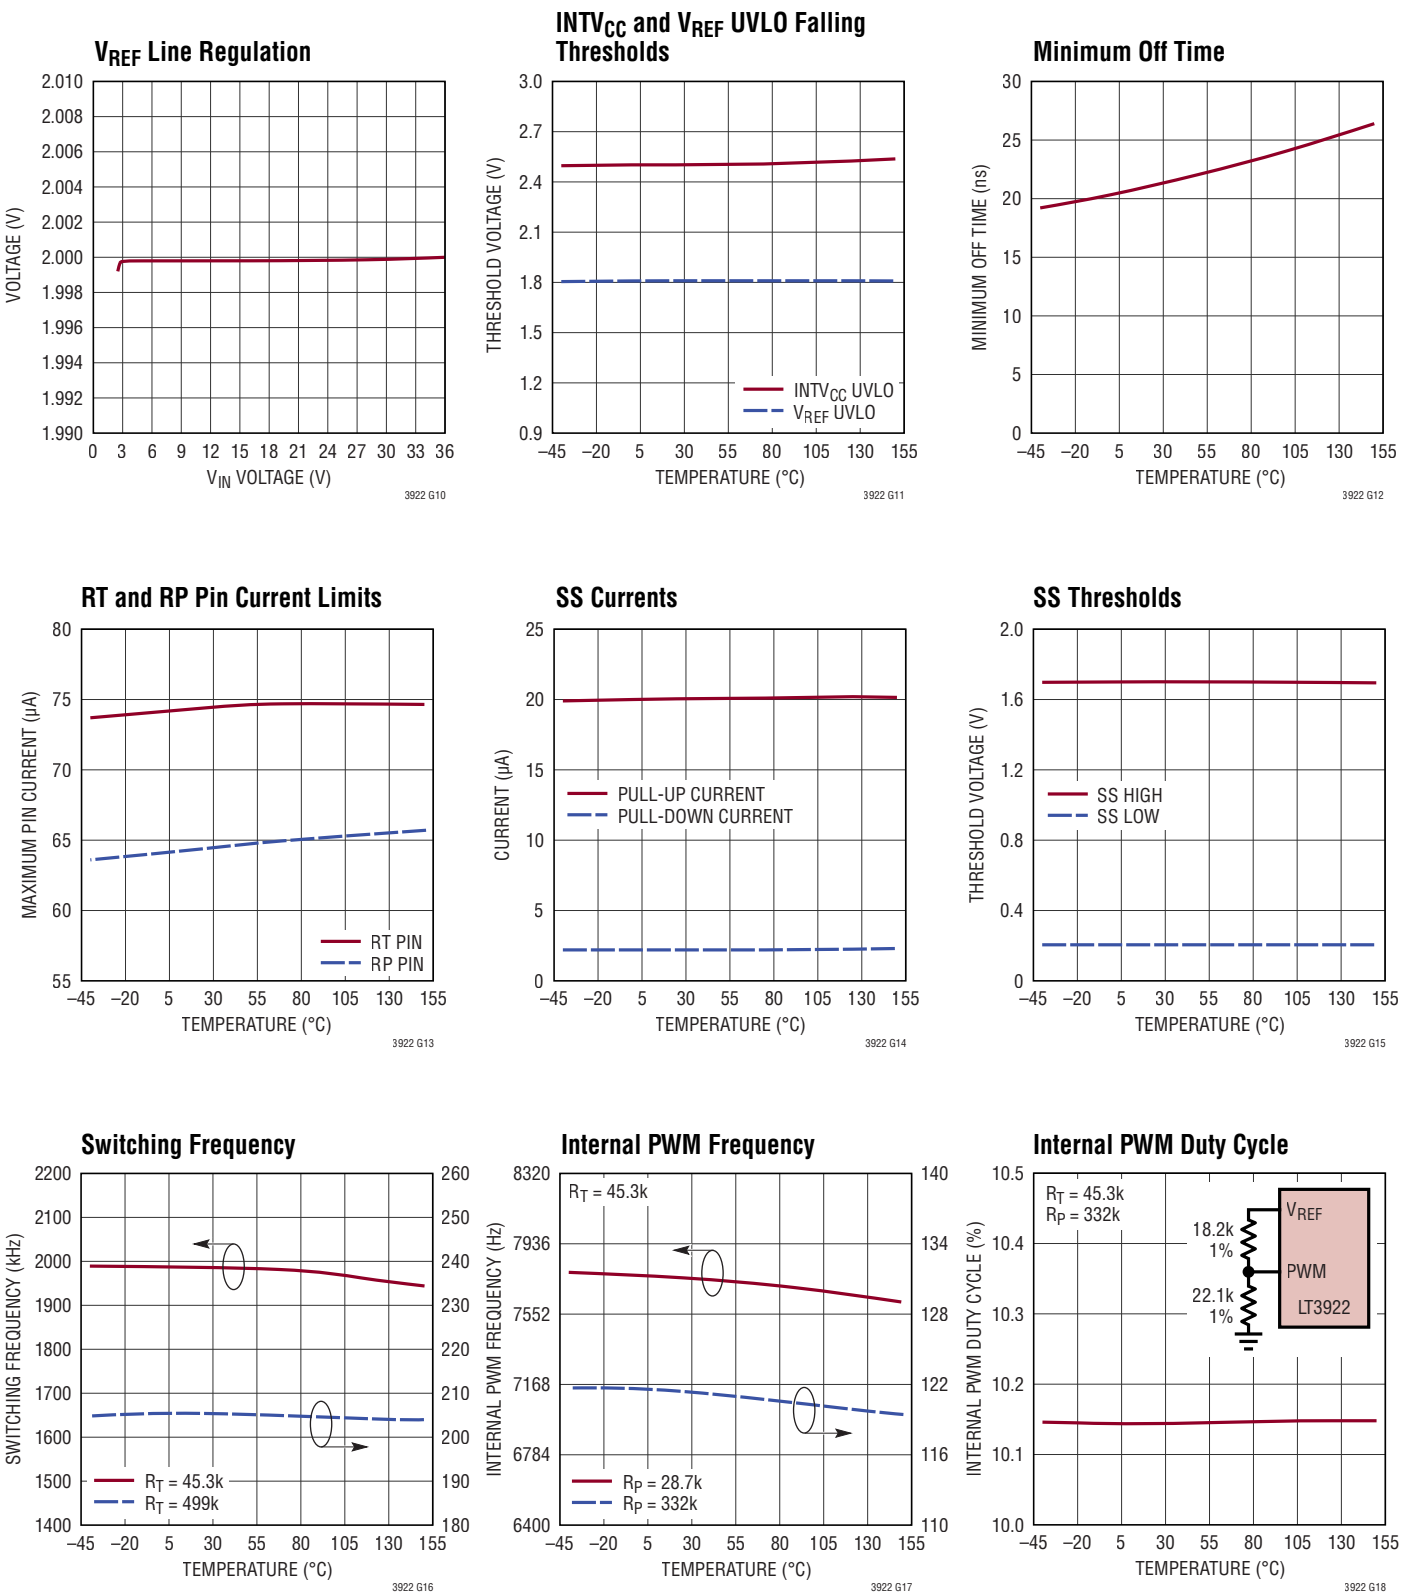 VREF Line Regulation
2.010
2.008
2.006
2.004
2.002
2.000
1.998
1.996
1.994
1.992
1.990
VOLTAGE (V)
0 3 6 9 12 15 18 21 24 27 30 33 36
VIN VOLTAGE (V)
3922 G10
INTVCC and VREF UVLO Falling
Thresholds
3.0
2.7
2.4
2.1
1.8
1.5
1.2
0.9
THRESHOLD VOLTAGE (V)
INTVCC UVLO
VREF UVLO
–45 –20 5 30 55 80 105 130 155
TEMPERATURE (°C)
3922 G11
Minimum Off Time
30
25
20
15
10
5
0
MINIMUM OFF TIME (ns)
–45 –20 5 30 55 80 105 130 155
TEMPERATURE (°C)
3922 G12
RT and RP Pin Current Limits
80
75
70
65
60
55
MAXIMUM PIN CURRENT (µA)
RT PIN
RP PIN
–45 –20 5 30 55 80 105 130 155
TEMPERATURE (°C)
3922 G13
SS Currents
25
20
15
10
5
0
CURRENT (µA)
PULL-UP CURRENT
PULL-DOWN CURRENT
–45 –20 5 30 55 80 105 130 155
TEMPERATURE (°C)
3922 G14
SS Thresholds
2.0
1.6
1.2
0.8
0.4
0
THRESHOLD VOLTAGE (V)
SS HIGH
SS LOW
–45 –20 5 30 55 80 105 130 155
TEMPERATURE (°C)
3922 G15
Switching Frequency
2200
2100
2000
1900
1800
1700
1600
1500
1400
SWITCHING FREQUENCY (kHz)
260
250
240
230
220
210
200
190
180
RT = 45.3k
RT = 499k
–45 –20 5 30 55 80 105 130 155
TEMPERATURE (°C)
3922 G16
Internal PWM Frequency
8320
7936
7552
7168
6784
6400
INTERNAL PWM FREQUENCY (Hz)
RT = 45.3k
140
134
128
122
116
110
RP = 28.7k
RP = 332k
–45 –20 5 30 55 80 105 130 155
TEMPERATURE (°C)
3922 G17
Internal PWM Duty Cycle
10.5
10.4
10.3
10.2
10.1
10.0
INTERNAL PWM DUTY CYCLE (%)
RT = 45.3k
RP = 332k
18.2k
1%
22.1k
1%
VREF
PWM
LT3922
–45 –20 5 30 55 80 105 130 155
TEMPERATURE (°C)
3922 G18